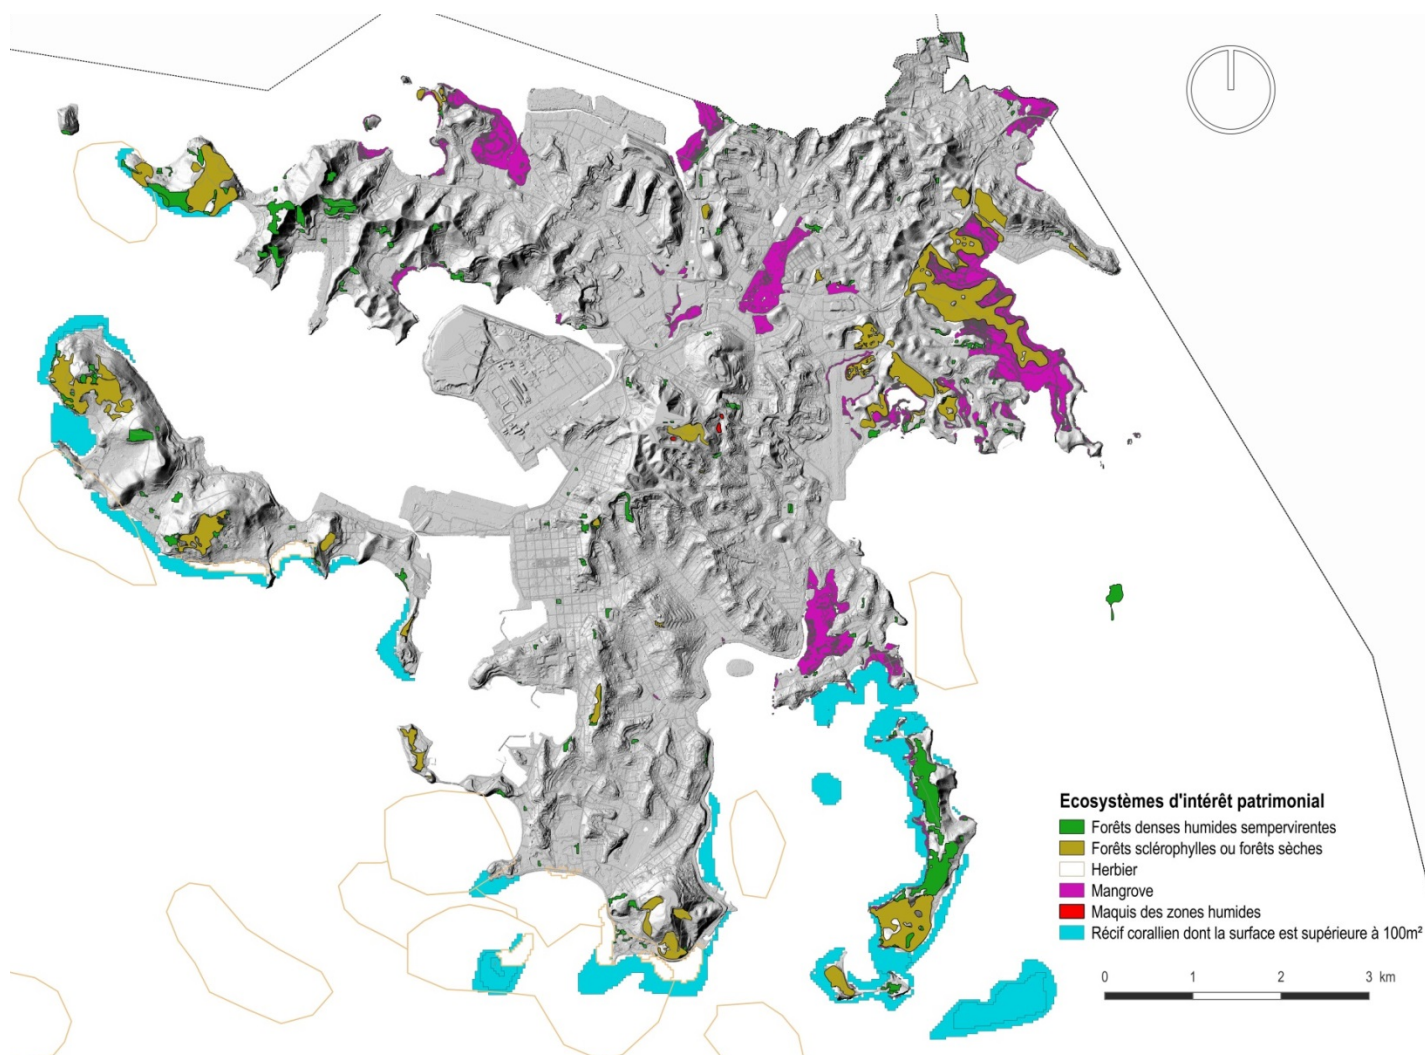 Ecosystèmes d'intérêt patrimonial
Forêts denses humides sempervirentes
Forêts sclérophylles ou forêts sèches
Herbier
Mangrove
Maquis des zones humides
Récif corallien dont la surface est supérieure à 100m²
0 1 2 3 km